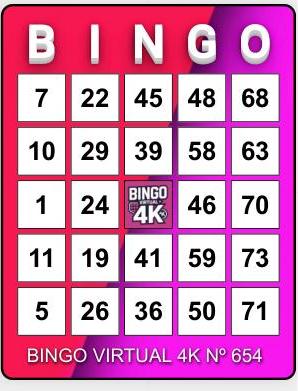 B I N G O
7 22 45 48 68
10 29 39 58 63
1 24 BINGO VIRTUAL 4K 46 70
11 19 41 59 73
5 26 36 50 71
BINGO VIRTUAL 4K Nº 654